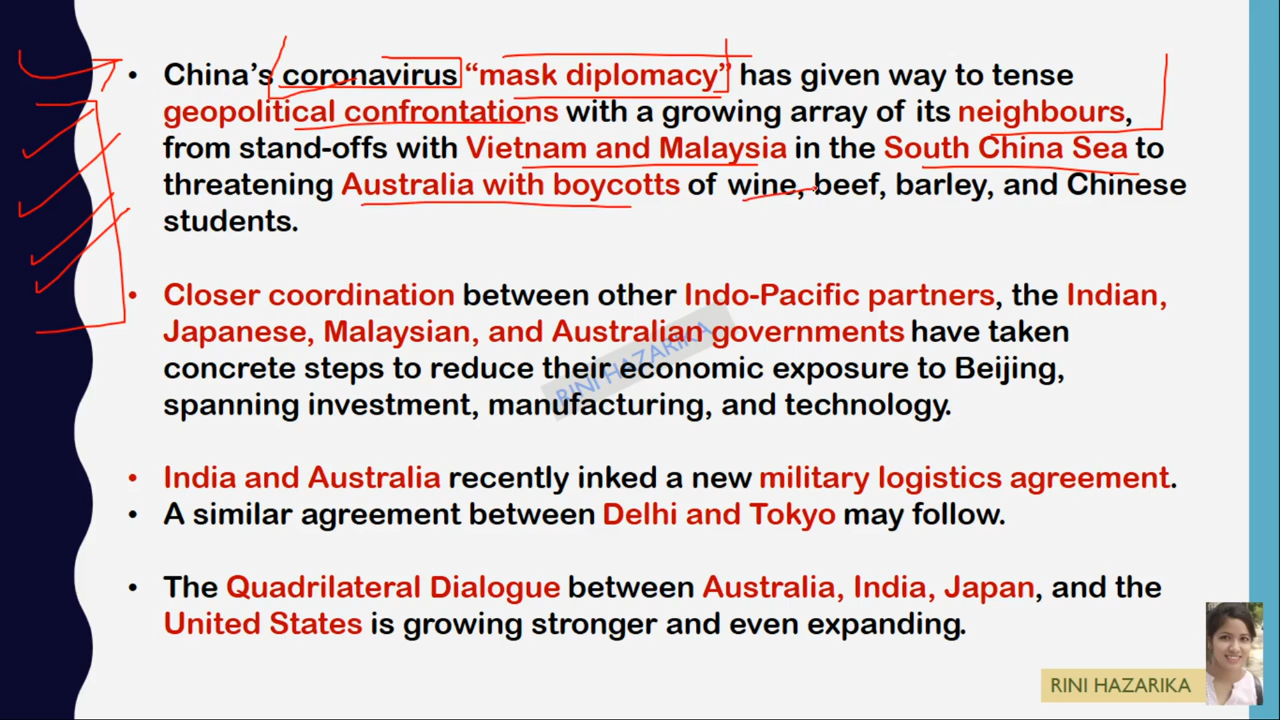 • China's coronavirus “mask diplomacy” has given way to tense
geopolitical confrontations with a growing array of its neighbours,
from stand-offs with Vietnam and Malaysia in the South China Sea to
threatening Australia with boycotts of wine, beef, barley, and Chinese
students.
• Closer coordination between other Indo-Pacific partners, the Indian,
Japanese, Malaysian, and Australian governments have taken
concrete steps to reduce their economic exposure to Beijing,
spanning investment, manufacturing, and technology.
RINI HAZARIKA
• India and Australia recently inked a new military logistics agreement.
• A similar agreement between Delhi and Tokyo may follow.
• The Quadrilateral Dialogue between Australia, India, Japan, and the
United States is growing stronger and even expanding.
RINI HAZARIKA